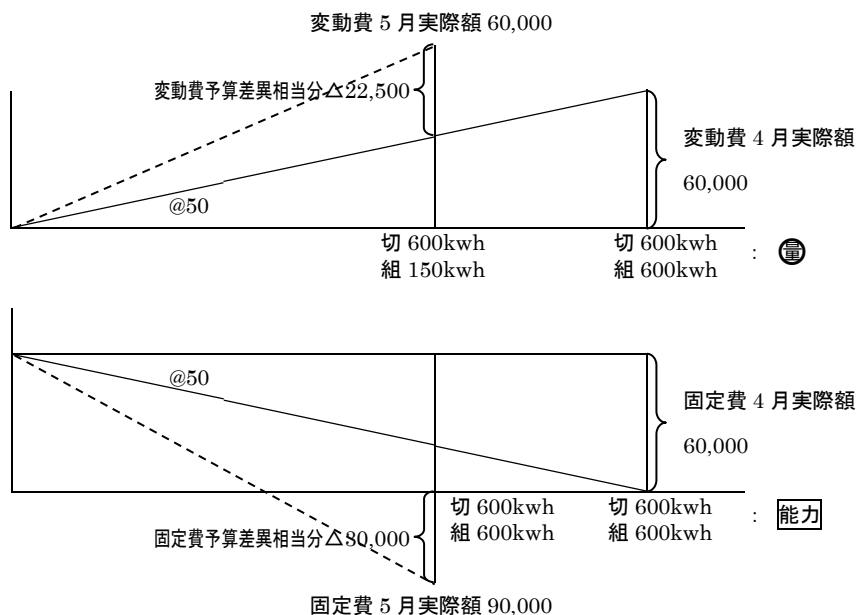 変動費 5 月実際額 60,000
変動費予算差異相当分△22,500
変動費 4 月実際額
60,000
@50
切 600kwh
組 150kwh
切 600kwh
組 600kwh
: 量
@50
固定費 4 月実際額
60,000
切 600kwh
組 600kwh
切 600kwh
組 600kwh
: 能力
固定費予算差異相当分△30,000
固定費 5 月実際額 90,000